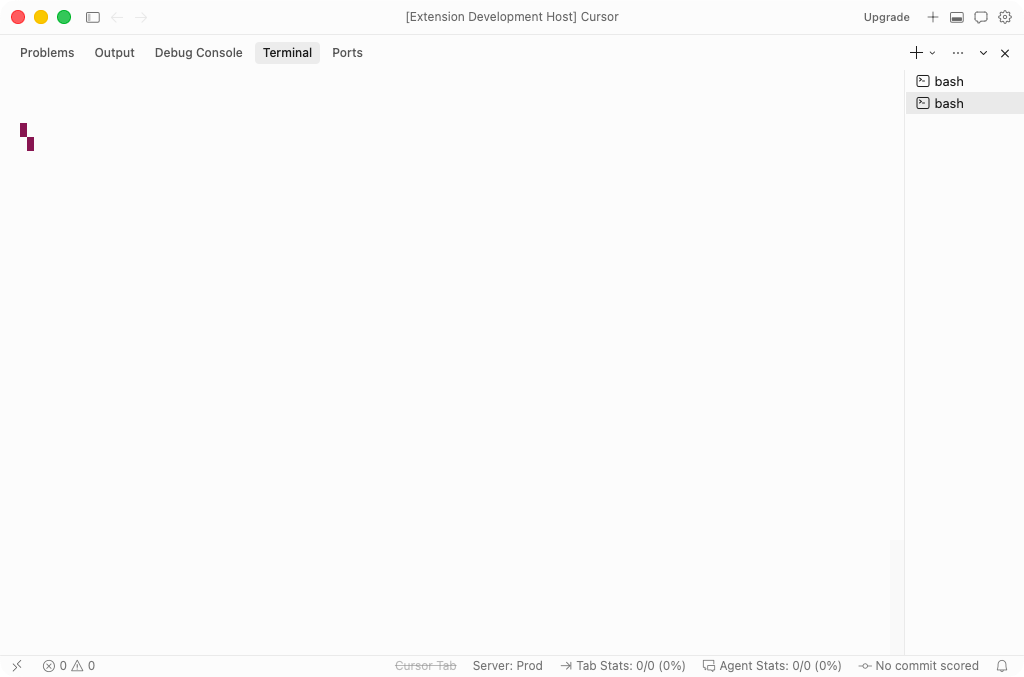 [Extension Development Host] Cursor
Upgrade
Problems
Output
Debug Console
Terminal
Ports
bash
bash
0
0
Cursor Tab
Server: Prod
Tab Stats: 0/0 (0%)
Agent Stats: 0/0 (0%)
No commit scored